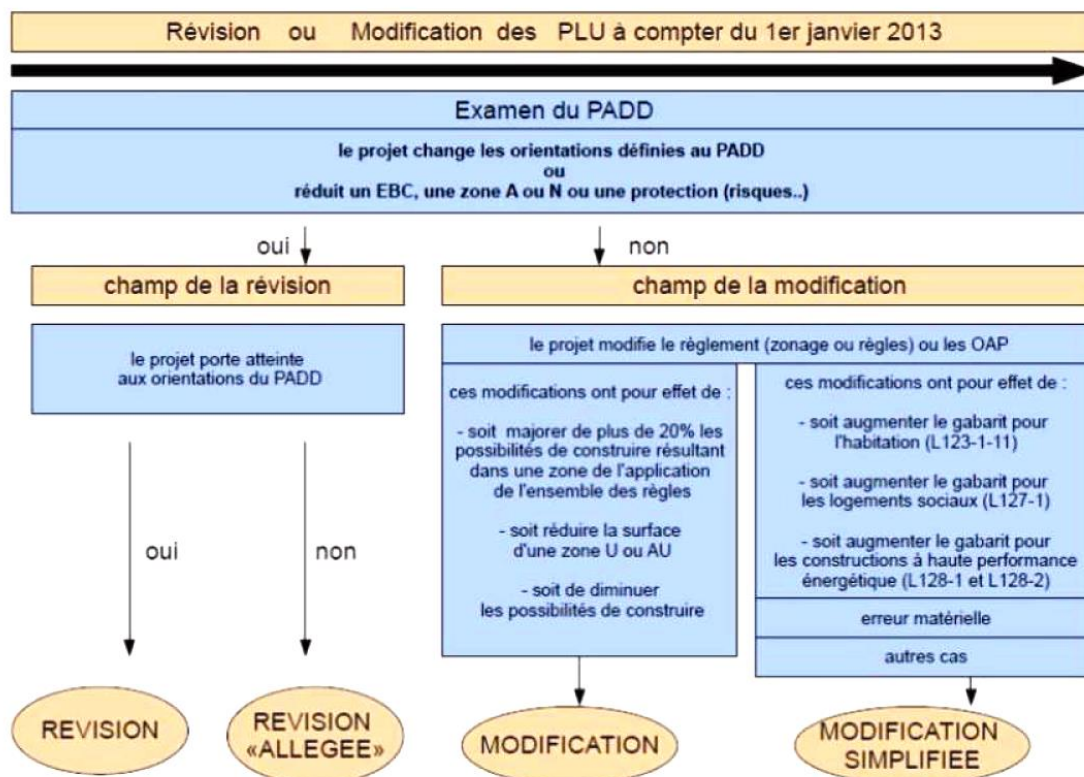 Révision ou Modification des PLU à compter du 1er janvier 2013
Examen du PADD
le projet change les orientations définies au PADD
ou
réduit un EBC, une zone A ou N ou une protection (risques..)
oui
non
champ de la révision
champ de la modification
le projet porte atteinte
aux orientations du PADD
le projet modifie le règlement (zonage ou règles) ou les OAP
ces modifications ont pour effet de :
- soit majorer de plus de 20% les
possibilités de construire résultant
dans une zone de l'application
de l'ensemble des règles
- soit réduire la surface
d'une zone U ou AU
- soit de diminuer
les possibilités de construire
ces modifications ont pour effet de :
- soit augmenter le gabarit pour
l'habitation (L123-1-11)
- soit augmenter le gabarit pour
les logements sociaux (L127-1)
- soit augmenter le gabarit pour
les constructions à haute performance
énergétique (L128-1 et L128-2)
erreur matérielle
autres cas
oui
non
REVISION
REVISION
«ALLEGEE»
MODIFICATION
MODIFICATION
SIMPLIFIEE